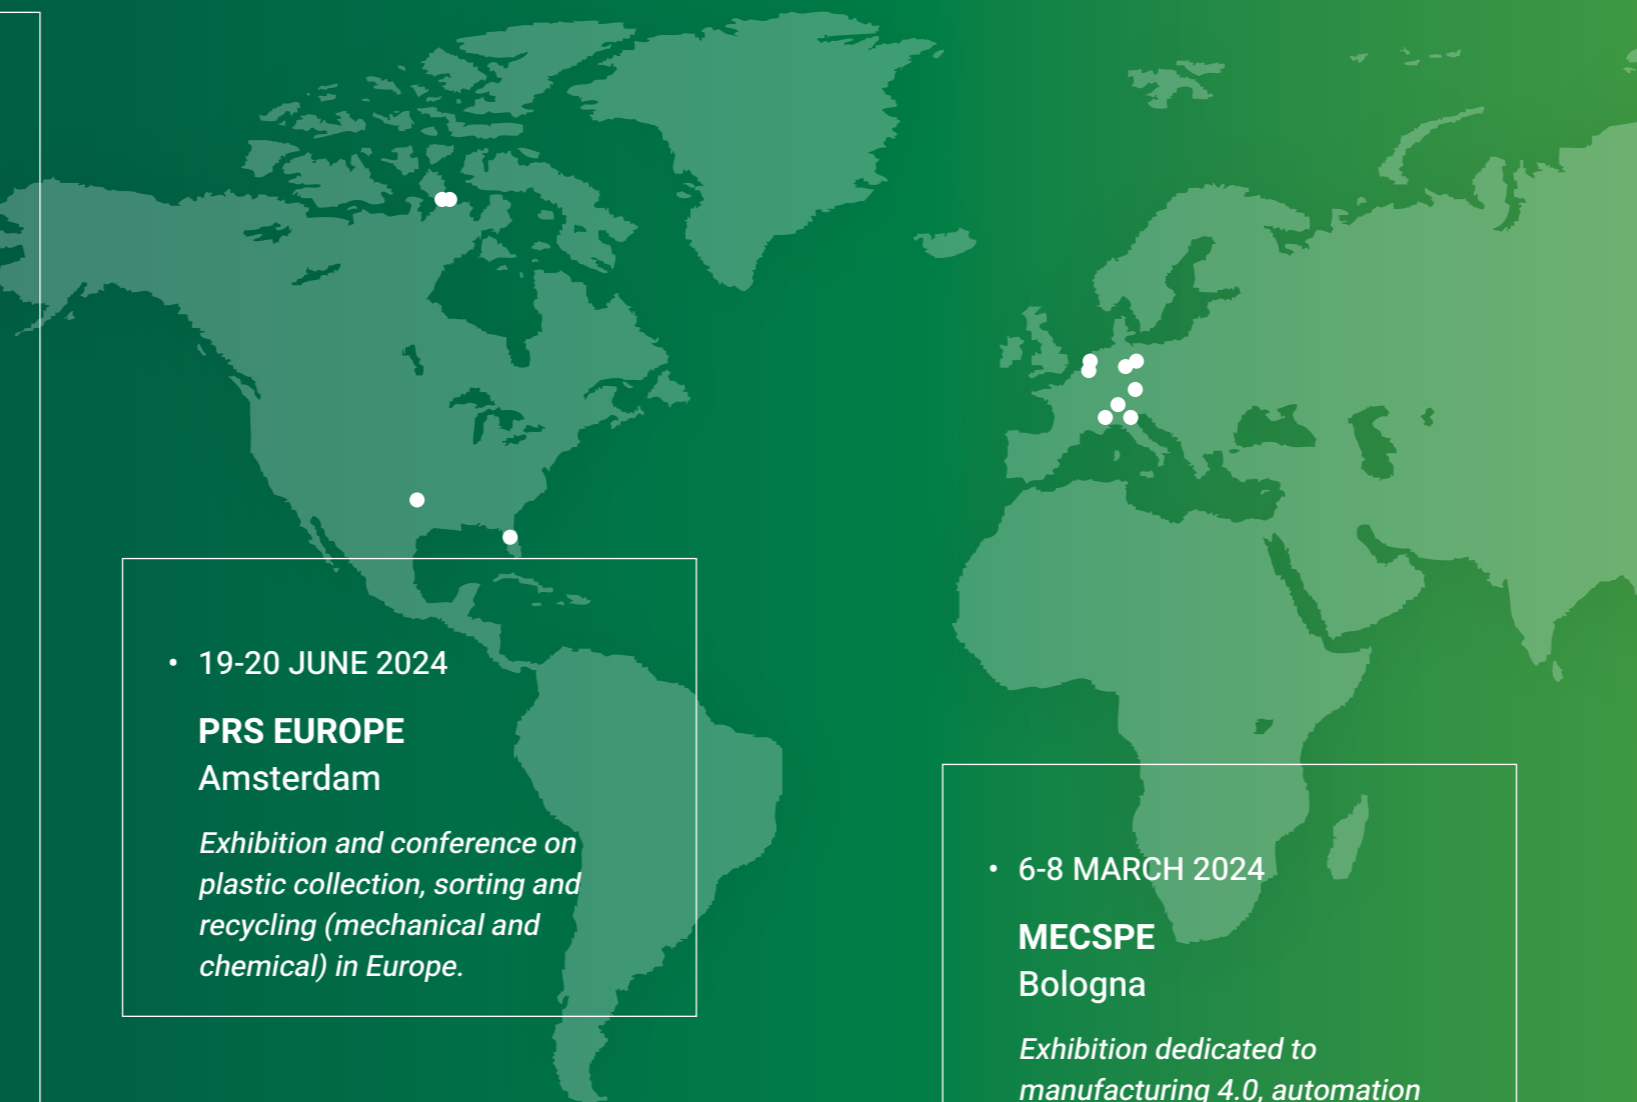 • 19-20 JUNE 2024
PRS EUROPE
Amsterdam
Exhibition and conference on
plastic collection, sorting and
recycling (mechanical and
chemical) in Europe.
• 6-8 MARCH 2024
MECSPE
Bologna
Exhibition dedicated to
manufacturing 4.0, automation